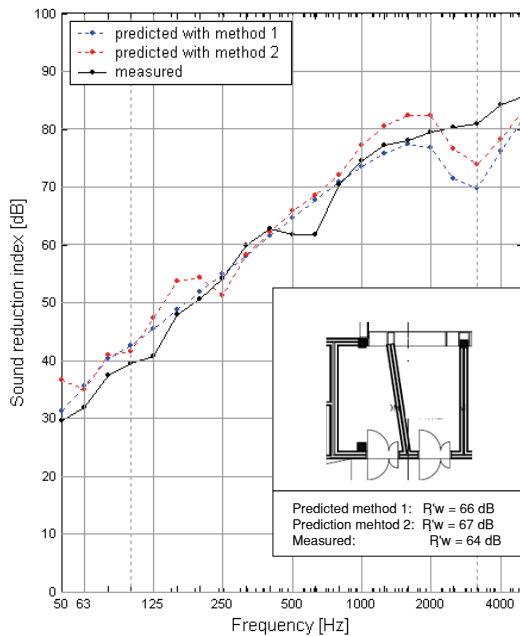 predicted with method 1
predicted with method 2
measured
100
90
80
70
60
50
40
30
20
10
0
Sound reduction index [dB]
50 63 125 250 500 1000 2000 4000
Frequency [Hz]
Predicted method 1: R'w = 66 dB
Prediction mehtod 2: R'w = 67 dB
Measured: R'w = 64 dB